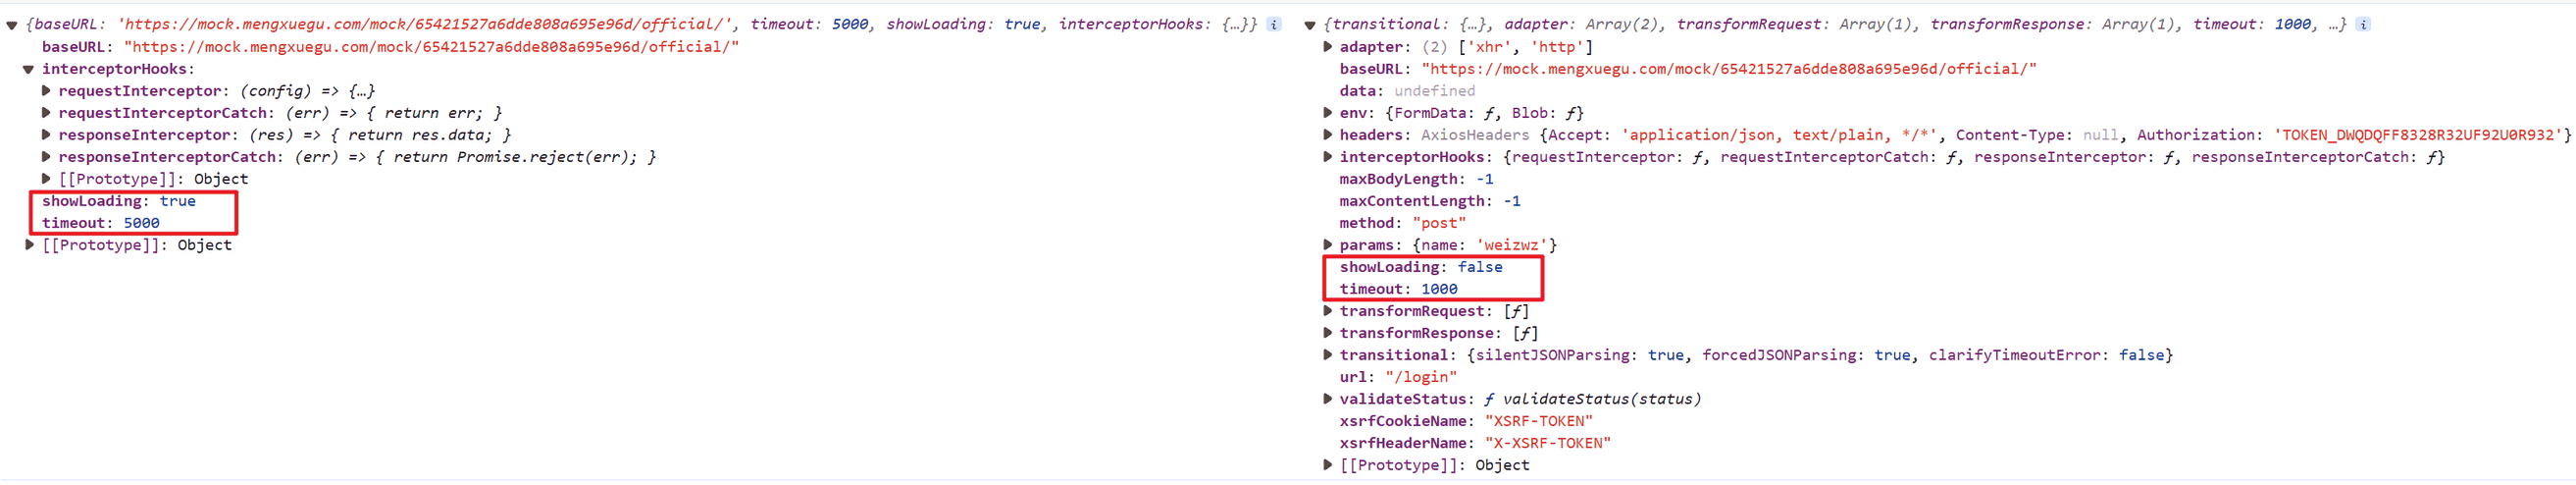 {baseURL: 'https://mock.mengxuegu.com/mock/65421527a6dde808a695e96d/official/', timeout: 5000, showLoading: true, interceptorHooks: {…}} i
baseURL: "https://mock.mengxuegu.com/mock/65421527a6dde808a695e96d/official/"
interceptorHooks:
requestInterceptor: (config) => {…}
requestInterceptorCatch: (err) => { return err; }
responseInterceptor: (res) => { return res.data; }
responseInterceptorCatch: (err) => { return Promise.reject(err); }
[[Prototype]]: Object
showLoading: true
timeout: 5000
[[Prototype]]: Object
{transitional: {…}, adapter: Array(2), transformRequest: Array(1), transformResponse: Array(1), timeout: 1000, …} i
adapter: (2) ['xhr', 'http']
baseURL: "https://mock.mengxuegu.com/mock/65421527a6dde808a695e96d/official/"
data: undefined
env: {FormData: ƒ, Blob: ƒ}
headers: AxiosHeaders {Accept: 'application/json, text/plain, */*', Content-Type: null, Authorization: 'TOKEN_DWQDQFF8328R32UF92U0R932'}
interceptorHooks: {requestInterceptor: ƒ, requestInterceptorCatch: ƒ, responseInterceptor: ƒ, responseInterceptorCatch: ƒ}
maxBodyLength: -1
maxContentLength: -1
method: "post"
params: {name: 'weizwz'}
showLoading: false
timeout: 1000
transformRequest: [ƒ]
transformResponse: [ƒ]
transitional: {silentJSONParsing: true, forcedJSONParsing: true, clarifyTimeoutError: false}
url: "/login"
validateStatus: ƒ validateStatus(status)
xsrfCookieName: "XSRF-TOKEN"
xsrfHeaderName: "X-XSRF-TOKEN"
[[Prototype]]: Object